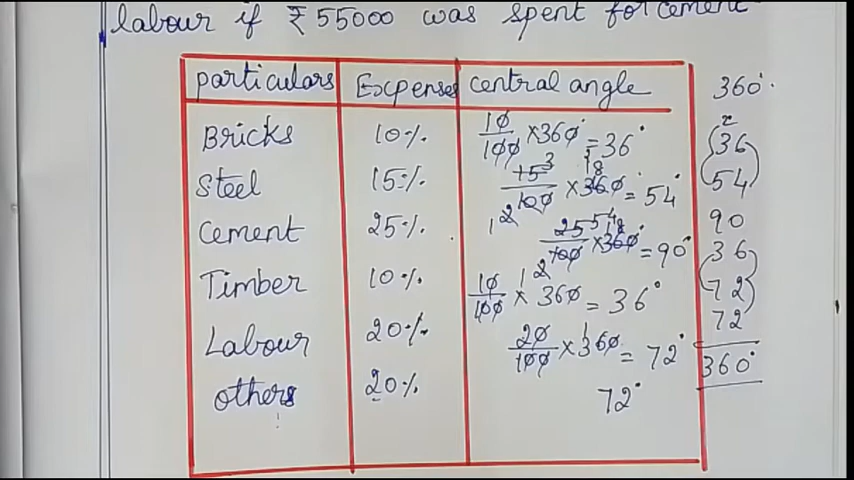 labour if ₹55000 was spent for cement
particulars Expenses central angle 360°
Bricks 10% 10/100 × 360° = 36° 36
Steel 15% 15/100 × 360° = 54° 54
Cement 25% 25/100 × 360° = 90° 90
Timber 10% 10/100 × 360 = 36° 36
Labour 20% 20/100 × 360 = 72° 72
others 20% 72° 72
360°